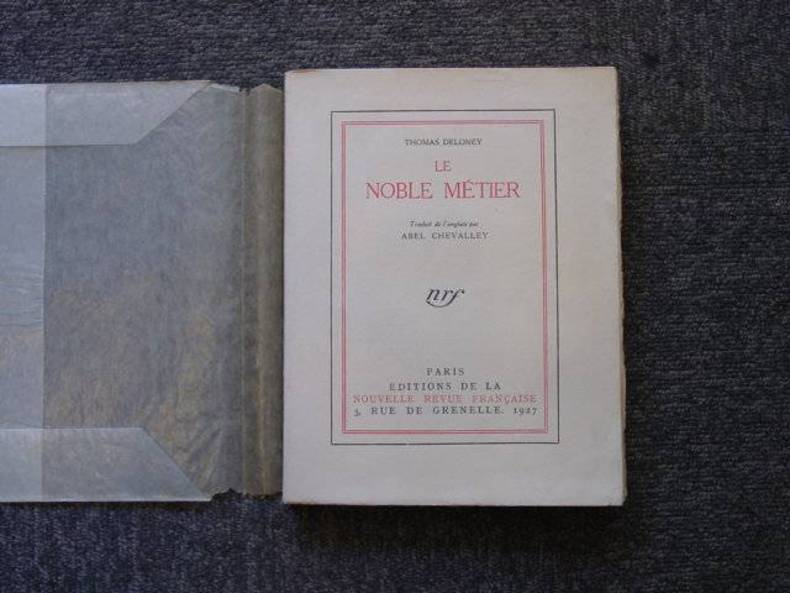 THOMAS DELONEY
LE
NOBLE MÉTIER
Traduit de l'anglais par
ABEL CHEVALLEY
nrf
PARIS
EDITIONS DE LA
NOUVELLE REVUE FRANÇAISE
3, RUE DE GRENELLE. 1927